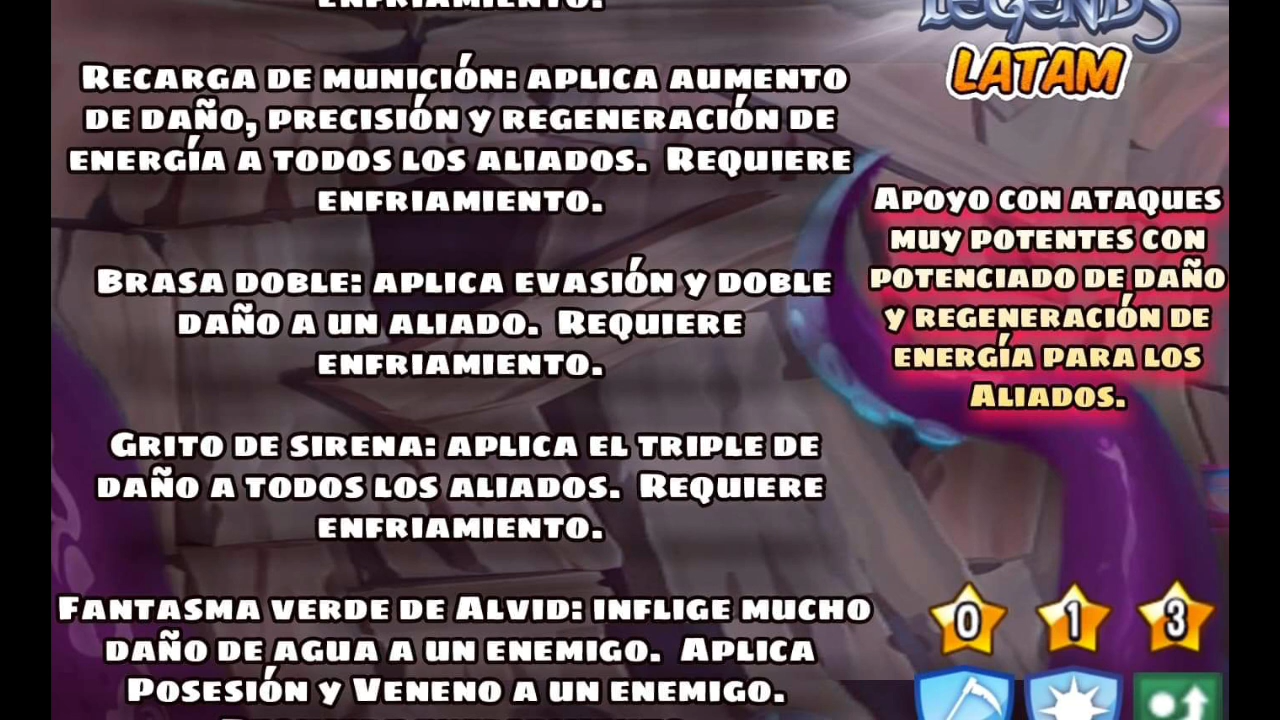 ENFRIAMIENTO.
RECARGA DE MUNICIÓN: APLICA AUMENTO
DE DAÑO, PRECISIÓN Y REGENERACIÓN DE
ENERGÍA A TODOS LOS ALIADOS. REQUIERE
ENFRIAMIENTO.
BRASA DOBLE: APLICA EVASIÓN Y DOBLE
DAÑO A UN ALIADO. REQUIERE
ENFRIAMIENTO.
GRITO DE SIRENA: APLICA EL TRIPLE DE
DAÑO A TODOS LOS ALIADOS. REQUIERE
ENFRIAMIENTO.
FANTASMA VERDE DE ALVID: INFLIGE MUCHO
DAÑO DE AGUA A UN ENEMIGO. APLICA
POSESIÓN Y VENENO A UN ENEMIGO.
LEGENDS
LATAM
APOYO CON ATAQUES
MUY POTENTES CON
POTENCIADO DE DAÑO
Y REGENERACIÓN DE
ENERGÍA PARA LOS
ALIADOS.
0 1 3